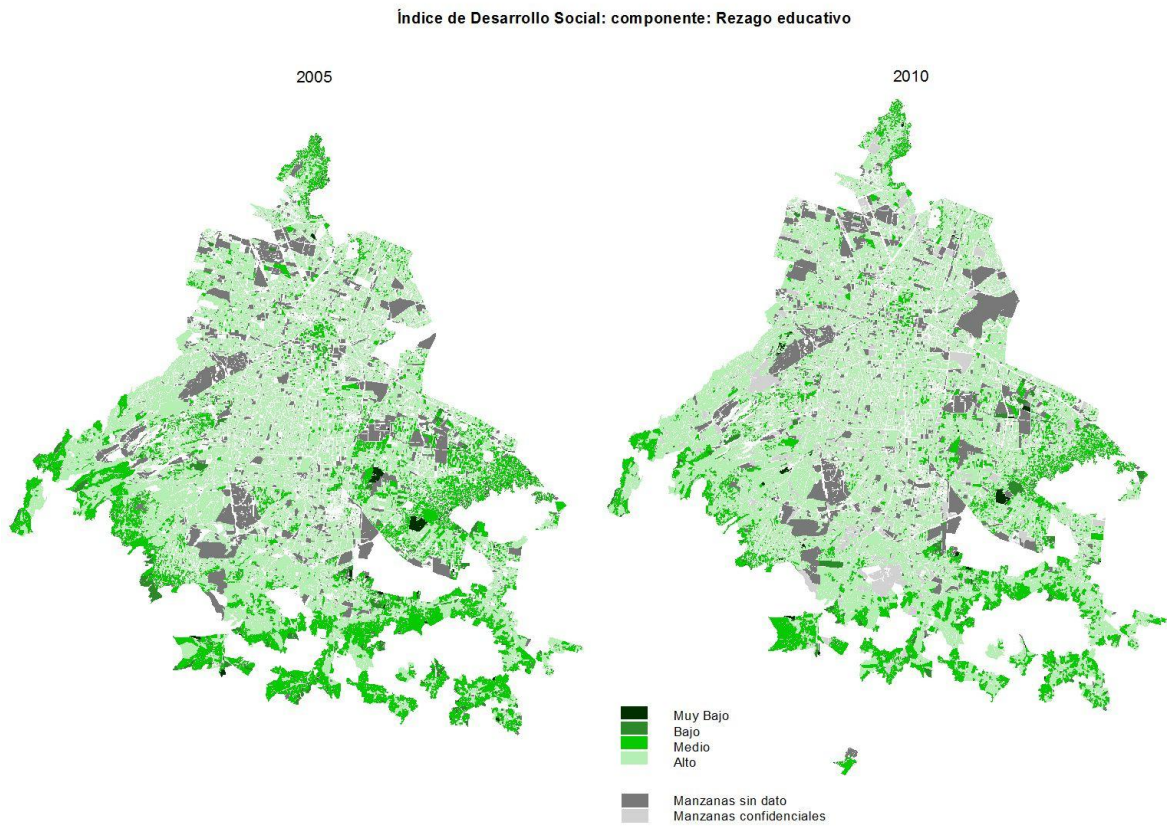 Índice de Desarrollo Social: componente: Rezago educativo
2005
2010
Muy Bajo
Bajo
Medio
Alto
Manzanas sin dato
Manzanas confidenciales